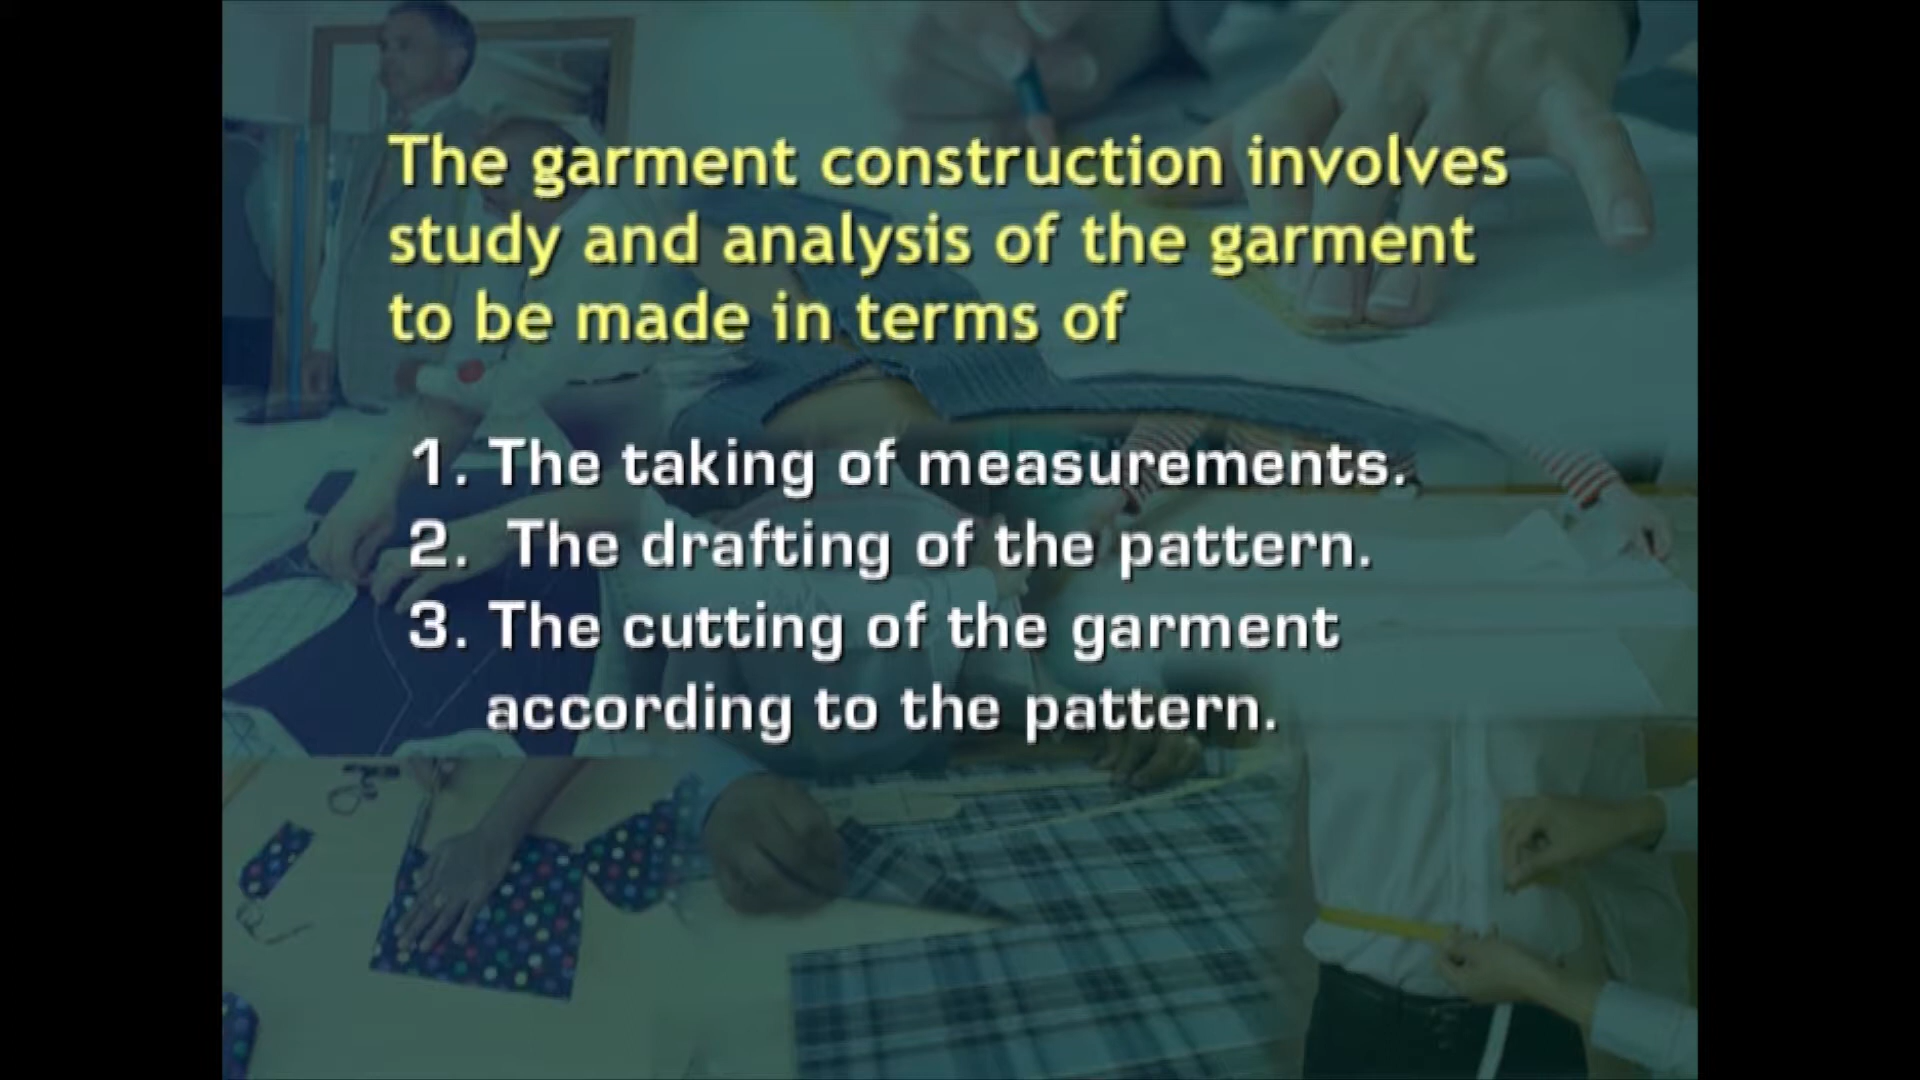 The garment construction involves
study and analysis of the garment
to be made in terms of
1. The taking of measurements.
2. The drafting of the pattern.
3. The cutting of the garment
according to the pattern.